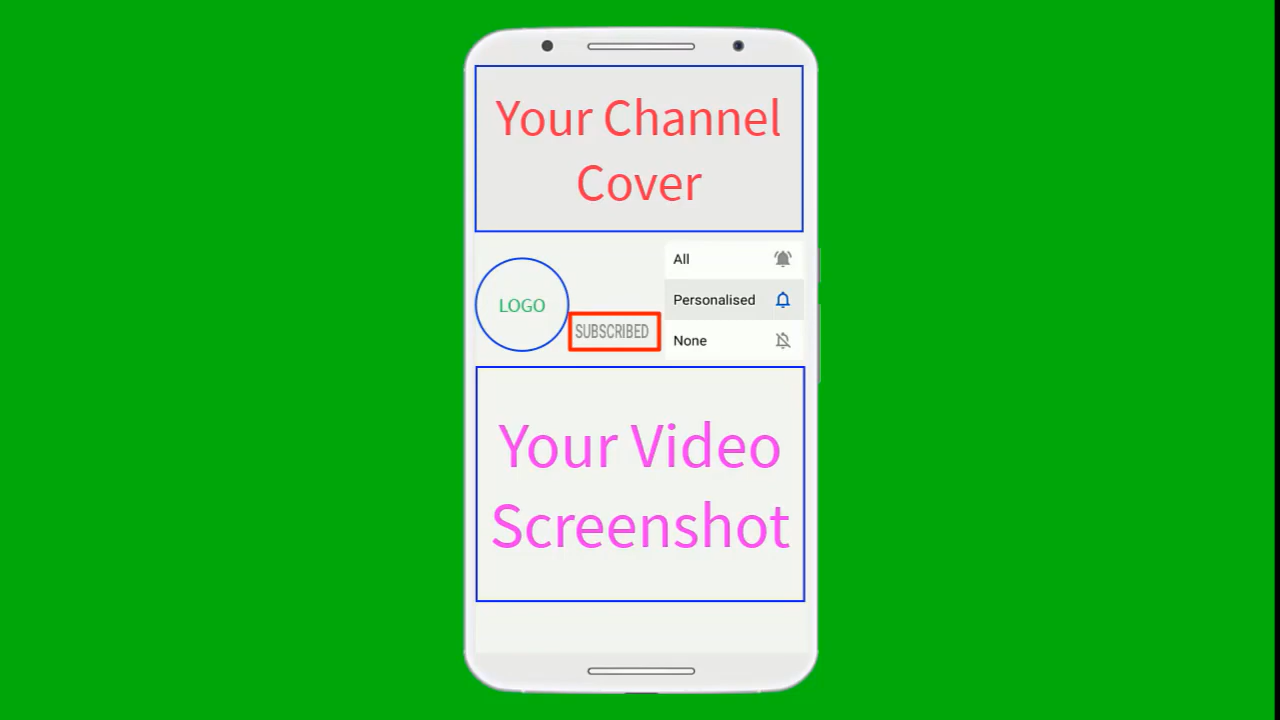 Your Channel
Cover
All
Personalised
LOGO
SUBSCRIBED
None
Your Video
Screenshot